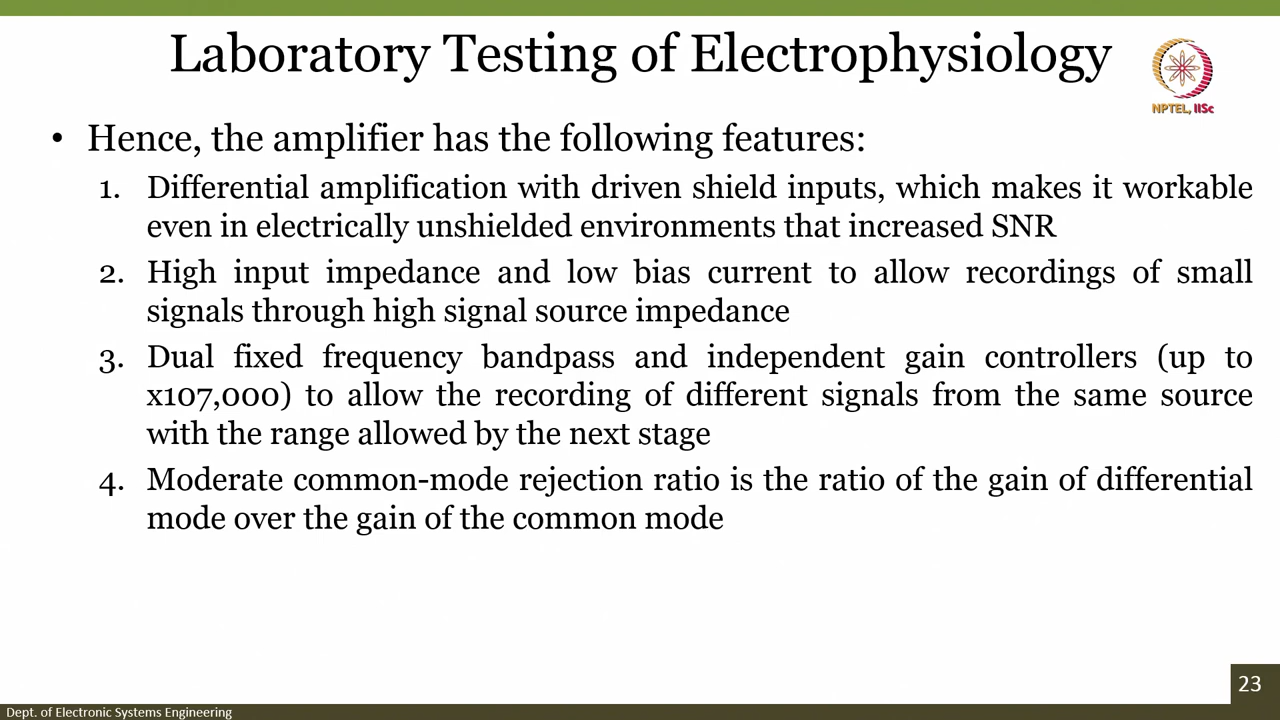 Laboratory Testing of Electrophysiology
NPTEL, IISc
• Hence, the amplifier has the following features:
1. Differential amplification with driven shield inputs, which makes it workable
even in electrically unshielded environments that increased SNR
2. High input impedance and low bias current to allow recordings of small
signals through high signal source impedance
3. Dual fixed frequency bandpass and independent gain controllers (up to
x107,000) to allow the recording of different signals from the same source
with the range allowed by the next stage
4. Moderate common-mode rejection ratio is the ratio of the gain of differential
mode over the gain of the common mode
23
Dept. of Electronic Systems Engineering